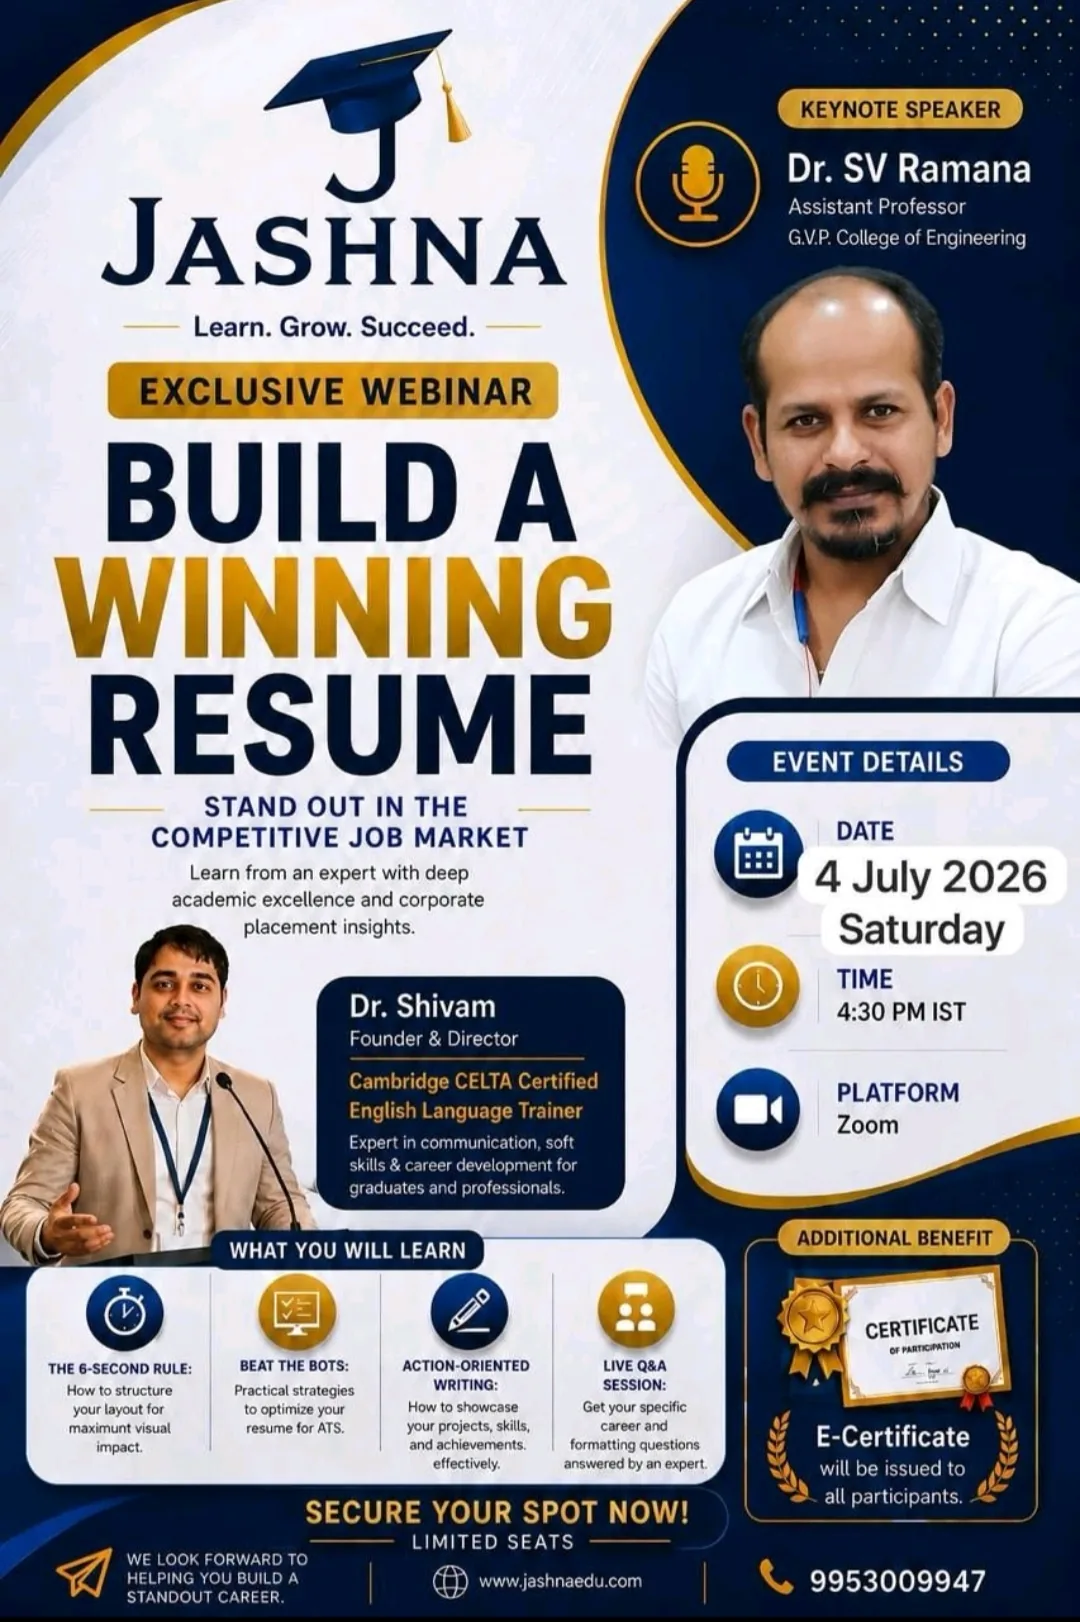 JASHNA
Learn. Grow. Succeed.
EXCLUSIVE WEBINAR
BUILD A
WINNING
RESUME
STAND OUT IN THE
COMPETITIVE JOB MARKET
Learn from an expert with deep
academic excellence and corporate
placement insights.
KEYNOTE SPEAKER
Dr. SV Ramana
Assistant Professor
G.V.P. College of Engineering
EVENT DETAILS
DATE
4 July 2026
Saturday
TIME
4:30 PM IST
PLATFORM
Zoom
Dr. Shivam
Founder & Director
Cambridge CELTA Certified
English Language Trainer
Expert in communication, soft
skills & career development for
graduates and professionals.
WHAT YOU WILL LEARN
THE 6-SECOND RULE:
How to structure
your layout for
maximunt visual
impact.
BEAT THE BOTS:
Practical strategies
to optimize your
resume for ATS.
ACTION-ORIENTED
WRITING:
How to showcase
your projects, skills,
and achievements.
effectively.
LIVE Q&A
SESSION:
Get your specific
career and
formatting questions
answered by an expert.
ADDITIONAL BENEFIT
CERTIFICATE
OF PARTICIPATION
E-Certificate
will be issued to
all participants.
SECURE YOUR SPOT NOW!
LIMITED SEATS
WE LOOK FORWARD TO
HELPING YOU BUILD A
STANDOUT CAREER.
www.jashnaedu.com
9953009947